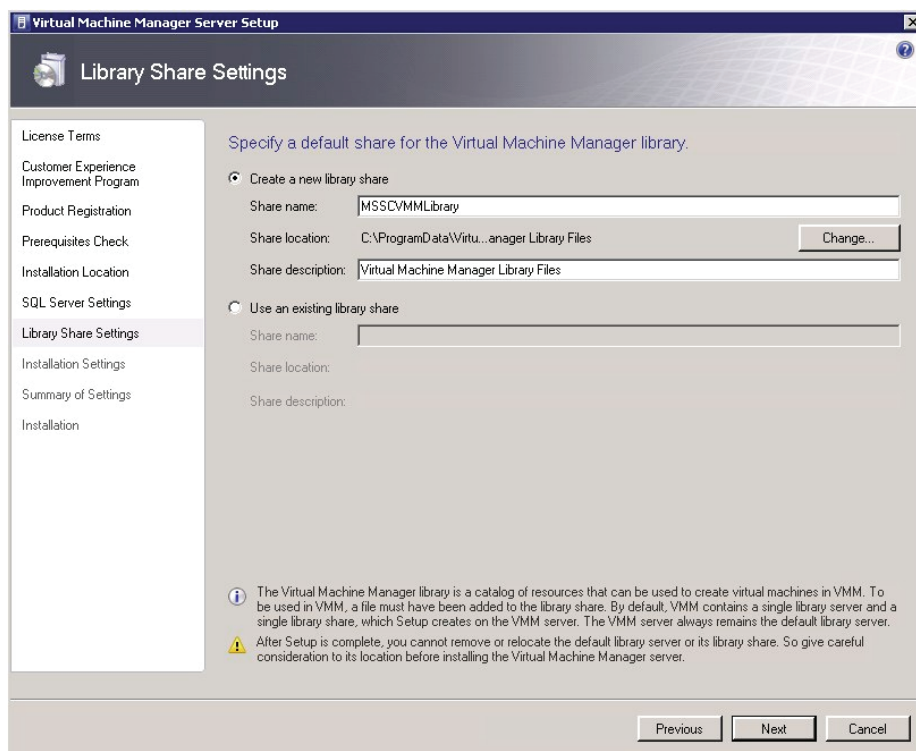 Virtual Machine Manager Server Setup
Library Share Settings
License Terms
Customer Experience
Improvement Program
Product Registration
Prerequisites Check
Installation Location
SQL Server Settings
Library Share Settings
Installation Settings
Summary of Settings
Installation
Specify a default share for the Virtual Machine Manager library.
Create a new library share
Share name: MSSCVMMLibrary
Share location: C:\ProgramData\Virtu...anager Library Files Change...
Share description: Virtual Machine Manager Library Files
Use an existing library share
Share name:
Share location:
Share description:
The Virtual Machine Manager library is a catalog of resources that can be used to create virtual machines in VMM. To
be used in VMM, a file must have been added to the library share. By default, VMM contains a single library server and a
single library share, which Setup creates on the VMM server. The VMM server always remains the default library server.
After Setup is complete, you cannot remove or relocate the default library server or its library share. So give careful
consideration to its location before installing the Virtual Machine Manager server.
Previous Next Cancel